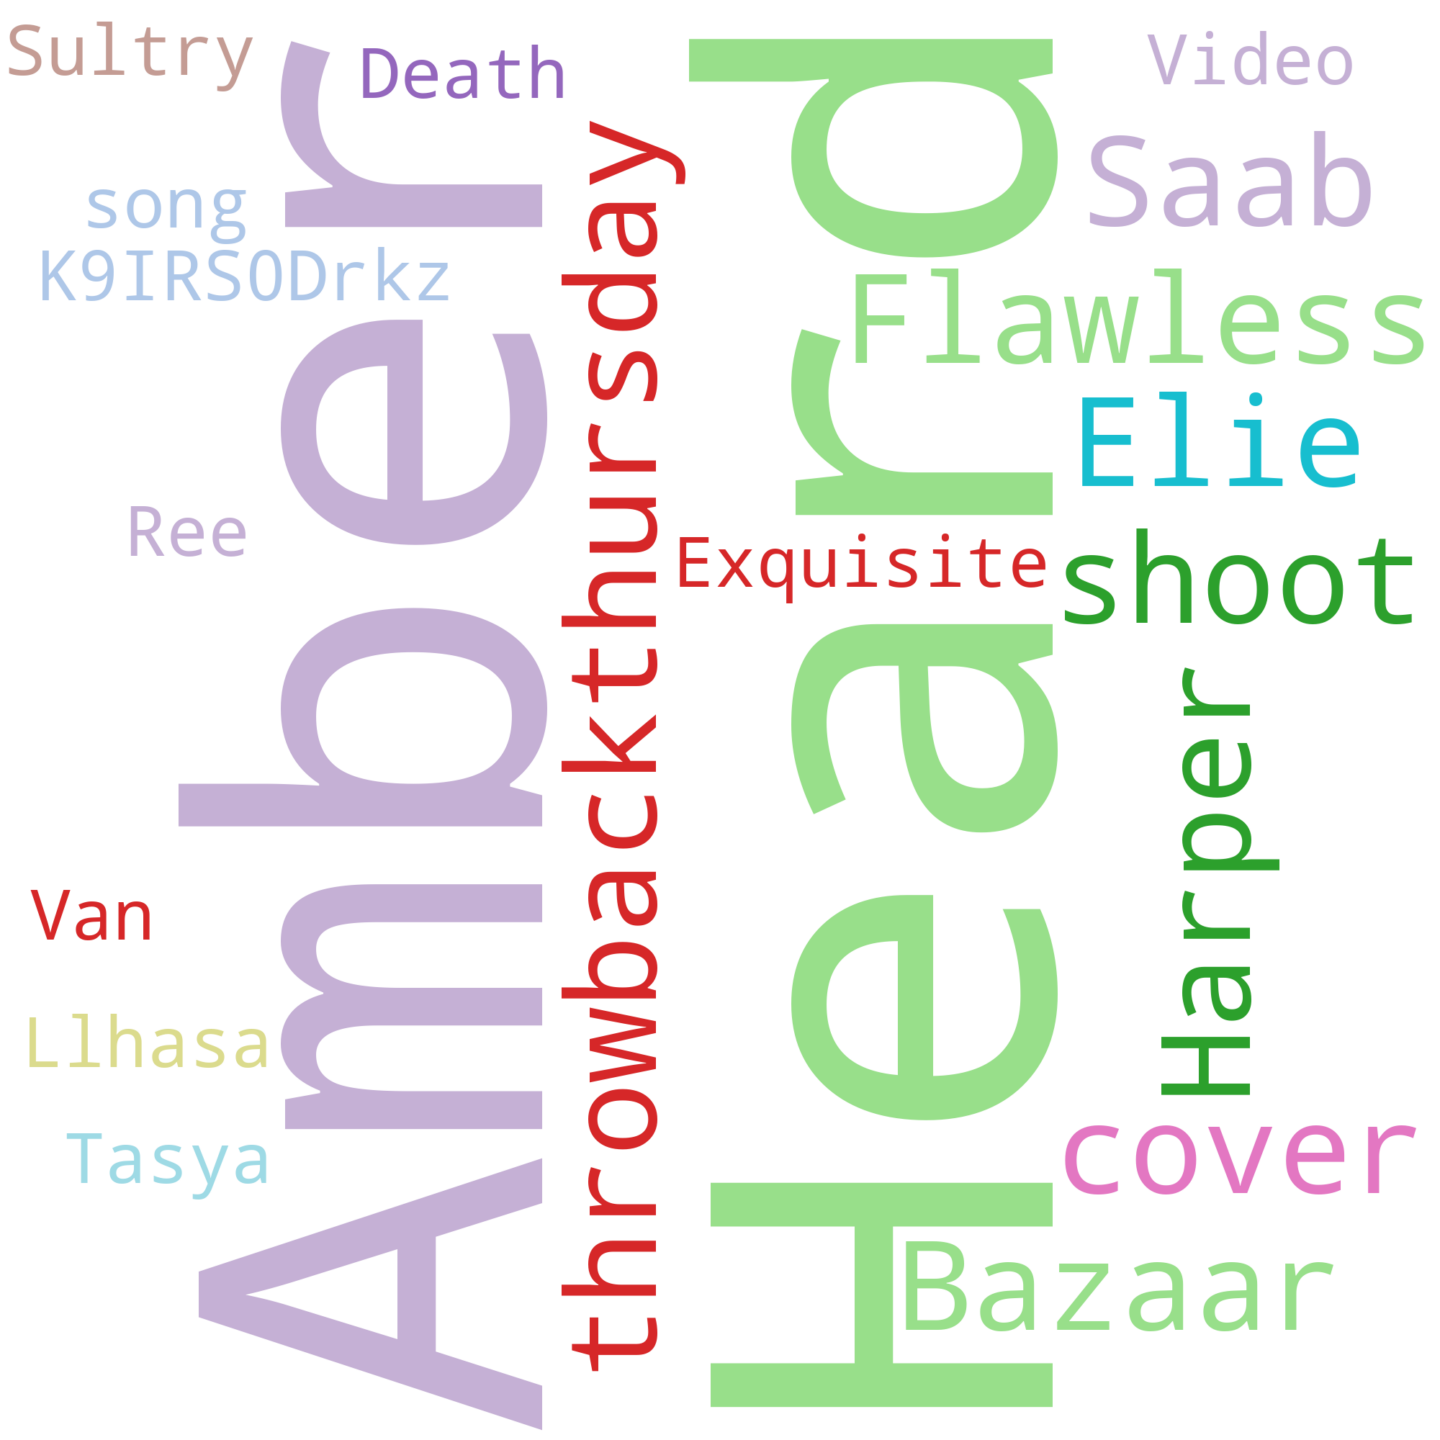 Sultry
Death
Video
Saab
song
K9IRSODrkz
Amber
throwbackthursday
Heard
Flawless
Elie
Ree
Exquisite
shoot
Harper
Van
Llhasa
Tasya
cover
Bazaar